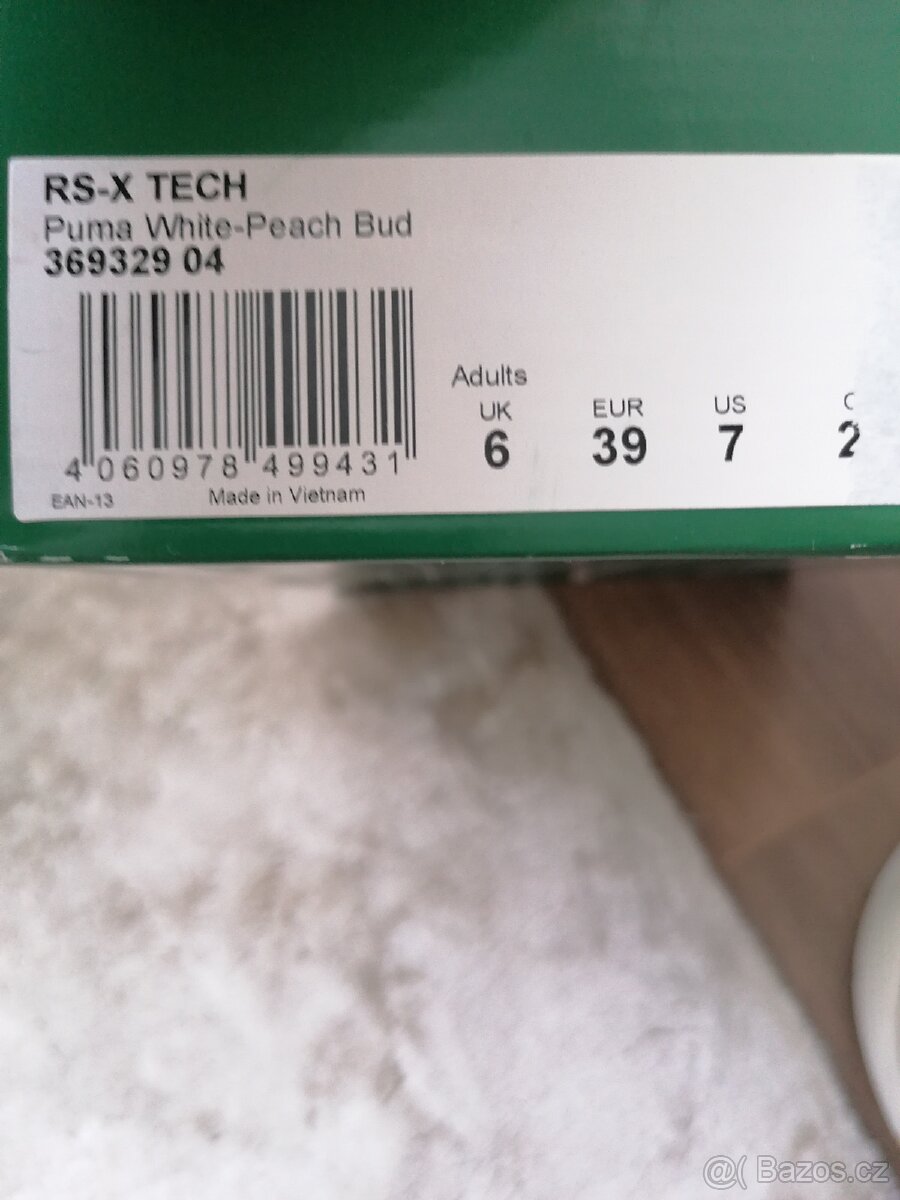 RS-X TECH
Puma White-Peach Bud
369329 04
Adults
UK EUR US C
6 39 7 2
4 060978 499431
EAN-13 Made in Vietnam
@( Bazos.cz